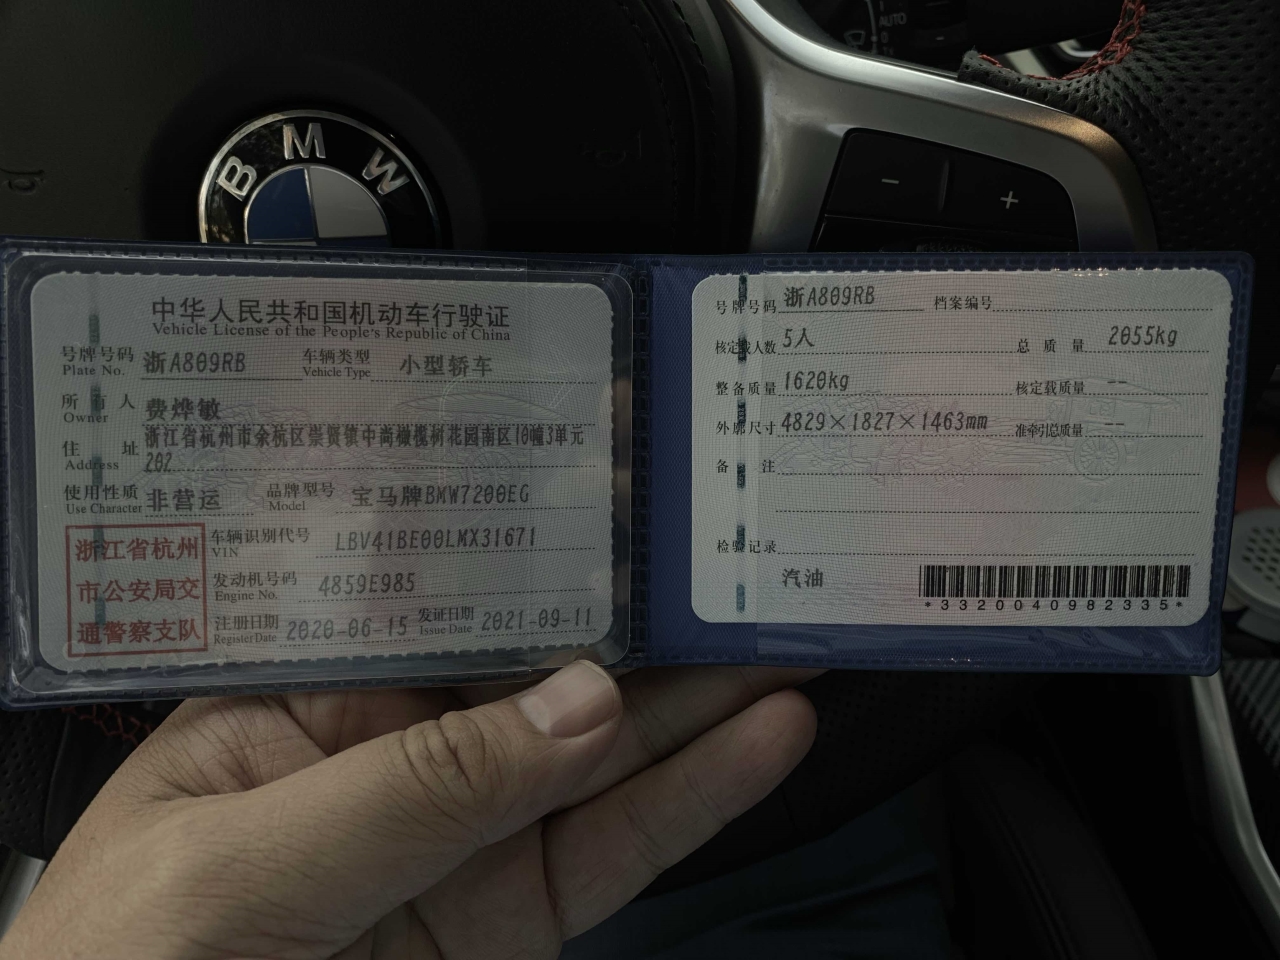 BMW
AUTO
0
− +
中华人民共和国机动车行驶证
Vehicle License of the People's Republic of China
号牌号码 Plate No. 浙A809RB 车辆类型 Vehicle Type 小型轿车
所有人 Owner 费烨敏
住址 Address 浙江省杭州市余杭区崇贤镇中尚橄榄树花园南区10幢3单元
202
使用性质 Use Character 非营运 品牌型号 Model 宝马牌BMW7200EG
车辆识别代号 VIN LBV41BE00LMX31671
发动机号码 Engine No. 4859E985
注册日期 Register Date 2020-06-15 发证日期 Issue Date 2021-09-11
浙江省杭州
市公安局交
通警察支队
号牌号码 浙A809RB 档案编号
核定载人数 5人 总质量 2055kg
整备质量 1620kg 核定载质量 --
外廓尺寸 4829×1827×1463mm 准牵引总质量 --
备注
检验记录
汽油
*3320040982335*